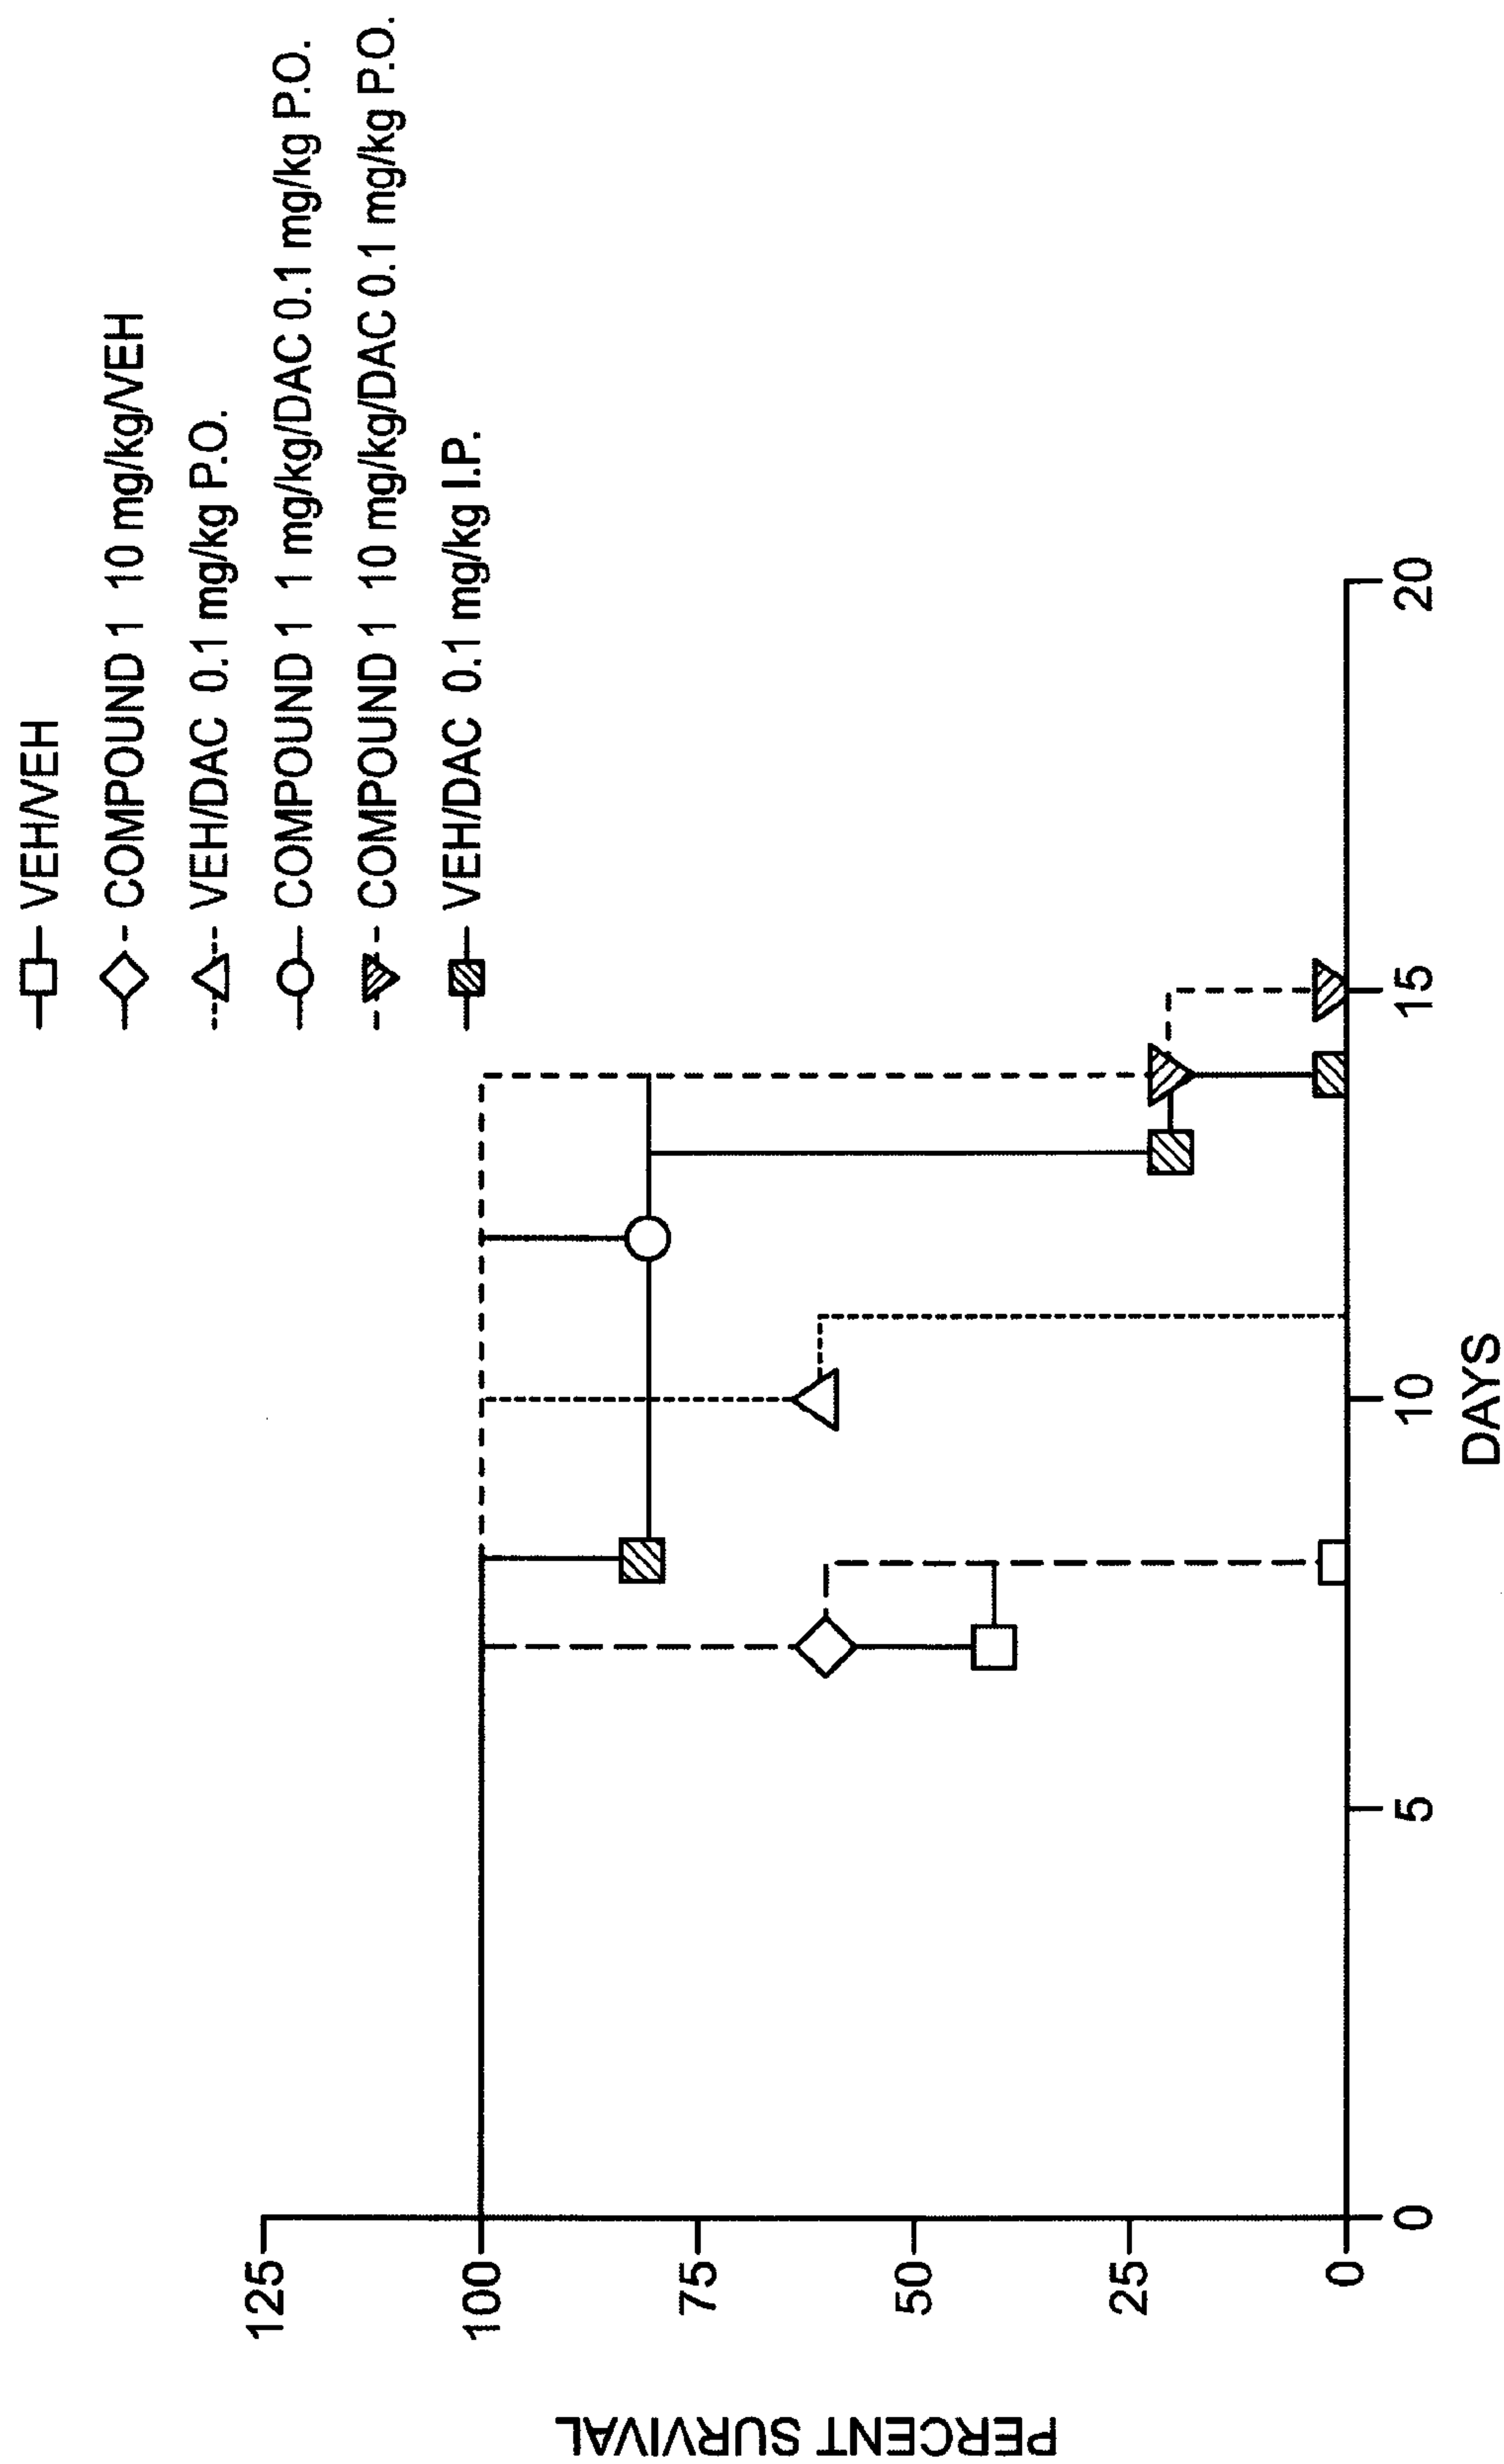 VEH/VEH
COMPOUND 1 10 mg/kg/VEH
VEH/DAC 0.1 mg/kg P.O.
COMPOUND 1 1 mg/kg/DAC 0.1 mg/kg P.O.
COMPOUND 1 10 mg/kg/DAC 0.1 mg/kg P.O.
VEH/DAC 0.1 mg/kg I.P.
PERCENT SURVIVAL
125
100
75
50
25
0
0 5 10 15 20
DAYS